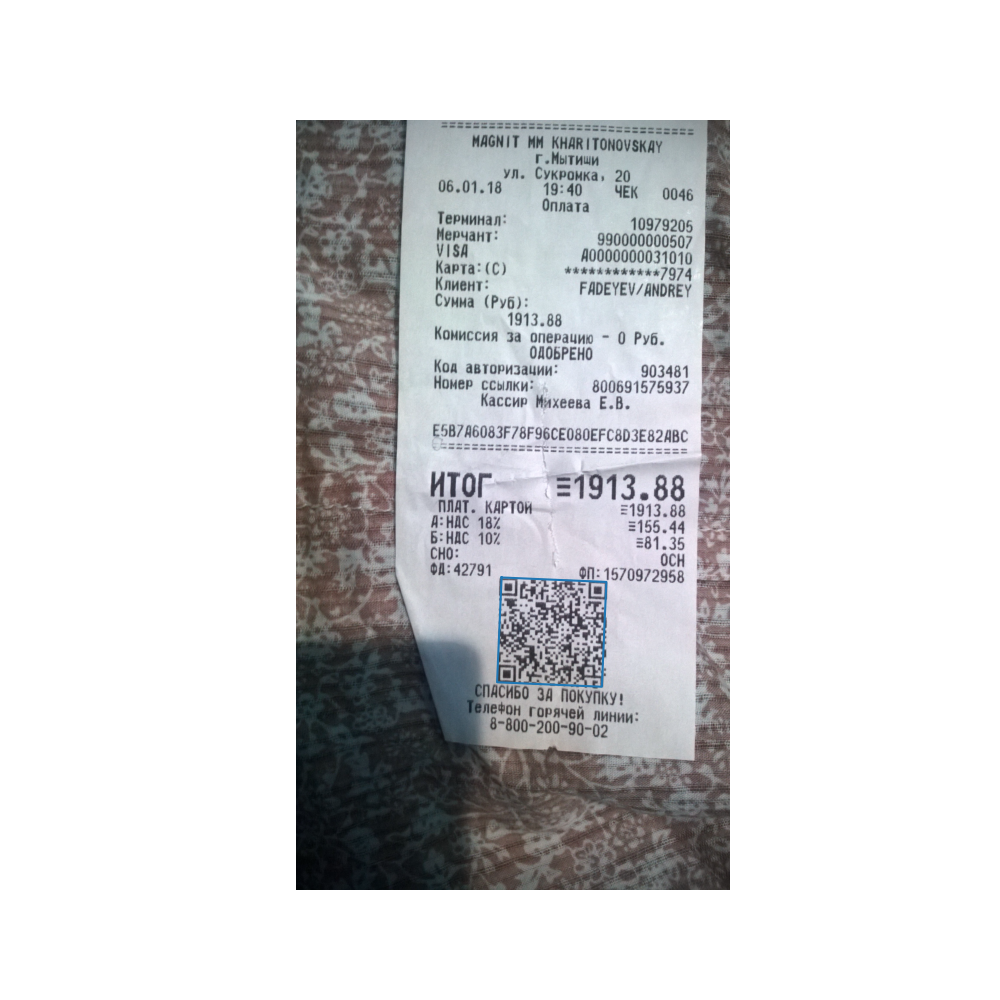 MAGNIT MM KHARITONOVSKAY
г.Мытищи
ул. Сукромка, 20
06.01.18 19:40 ЧЕК 0046
Оплата
Терминал: 10979205
Мерчант: 990000000507
VISA A0000000031010
Карта:(C) ************7974
Клиент: FADEYEV/ANDREY
Сумма (Руб):
1913.88
Комиссия за операцию - 0 Руб.
ОДОБРЕНО
Код авторизации: 903481
Номер ссылки: 800691575937
Кассир Михеева Е.В.
E5B7A6083F78F96CE080EFC8D3E82ABC
ИТОГ ≡1913.88
ПЛАТ. КАРТОЙ ≡1913.88
А:НДС 18% ≡155.44
Б:НДС 10% ≡81.35
СНО: ОСН
ФД:42791 ФП:1570972958
СПАСИБО ЗА ПОКУПКУ!
Телефон горячей линии:
8-800-200-90-02